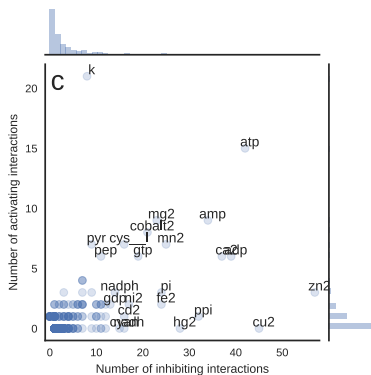 C
k
atp
mg2
amp
cobalt2
pyr
cys__l
mn2
pep
gtp
ca2
adp
nadph
pi
zn2
gdp
ni2
fe2
cd2
ppi
hg2
cu2
20
15
10
5
0
0
10
20
30
40
50
Number of activating interactions
Number of inhibiting interactions